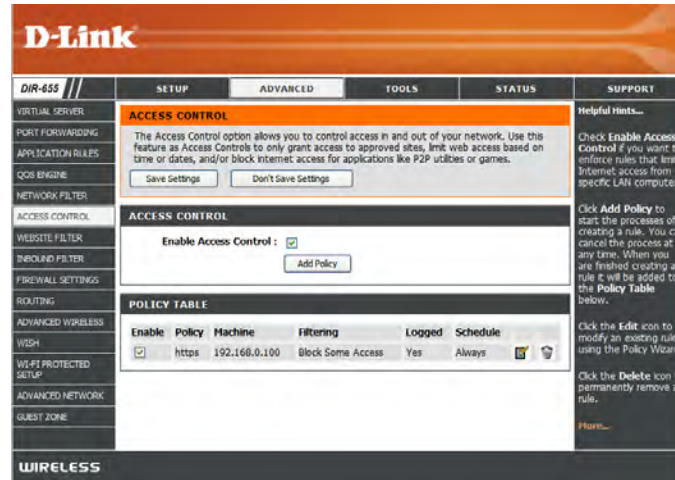 D-Link
DIR-655
SETUP
ADVANCED
TOOLS
STATUS
SUPPORT
VIRTUAL SERVER
PORT FORWARDING
APPLICATION RULES
QOS ENGINE
NETWORK FILTER
ACCESS CONTROL
WEBSITE FILTER
INBOUND FILTER
FIREWALL SETTINGS
ROUTING
ADVANCED WIRELESS
WISH
WI-FI PROTECTED
SETUP
ADVANCED NETWORK
GUEST ZONE
ACCESS CONTROL
The Access Control option allows you to control access in and out of your network. Use this
feature as Access Controls to only grant access to approved sites, limit web access based on
time or dates, and/or block internet access for applications like P2P utilities or games.
Save Settings
Don't Save Settings
ACCESS CONTROL
Enable Access Control :
Add Policy
POLICY TABLE
Enable Policy Machine Filtering Logged Schedule
https 192.168.0.100 Block Some Access Yes Always
Helpful Hints...
Check Enable Access
Control if you want
enforce rules that
Internet access from
specific LAN
Click Add Policy to
start the processes of
creating a rule. You
cancel the process at
any time. When you
are finished creating
rule it will be added
the Policy Table
below.
Click the Edit icon to
modify an existing
using the Policy
Click the Delete icon
permanently remove
rule.
More...
WIRELESS